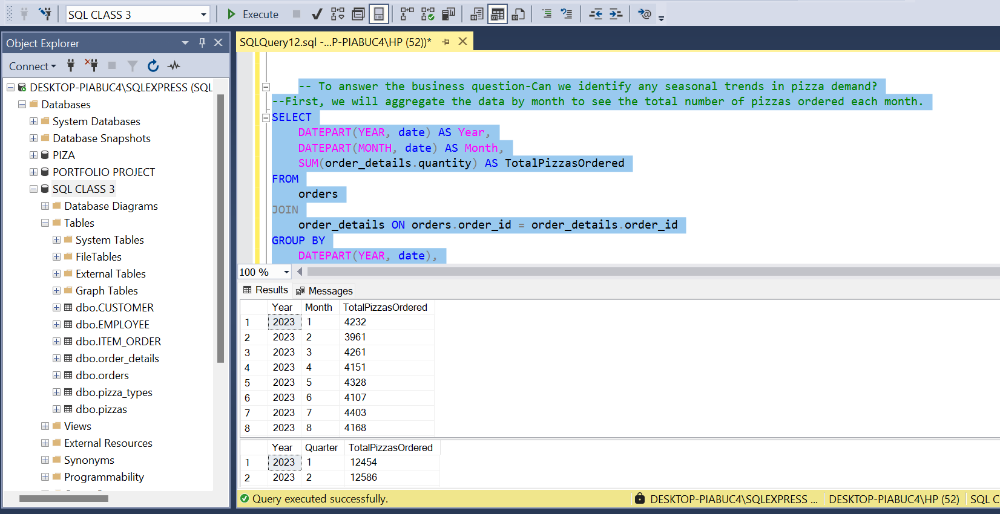 SQL CLASS 3
Execute
Object Explorer
Connect
DESKTOP-PIABUC4\SQLEXPRESS (SQL
Databases
System Databases
Database Snapshots
PIZA
PORTFOLIO PROJECT
SQL CLASS 3
Database Diagrams
Tables
System Tables
FileTables
External Tables
Graph Tables
dbo.CUSTOMER
dbo.EMPLOYEE
dbo.ITEM_ORDER
dbo.order_details
dbo.orders
dbo.pizza_types
dbo.pizzas
Views
External Resources
Synonyms
Programmability
SQLQuery12.sql -...P-PIABUC4\HP (52))*
-- To answer the business question-Can we identify any seasonal trends in pizza demand?
--First, we will aggregate the data by month to see the total number of pizzas ordered each month.
SELECT
DATEPART(YEAR, date) AS Year,
DATEPART(MONTH, date) AS Month,
SUM(order_details.quantity) AS TotalPizzasOrdered
FROM
orders
JOIN
order_details ON orders.order_id = order_details.order_id
GROUP BY
DATEPART(YEAR, date),
100 %
Results Messages
Year Month TotalPizzasOrdered
1 2023 1 4232
2 2023 2 3961
3 2023 3 4261
4 2023 4 4151
5 2023 5 4328
6 2023 6 4107
7 2023 7 4403
8 2023 8 4168
Year Quarter TotalPizzasOrdered
1 2023 1 12454
2 2023 2 12586
Query executed successfully.
DESKTOP-PIABUC4\SQLEXPRESS ... DESKTOP-PIABUC4\HP (52) SQL C